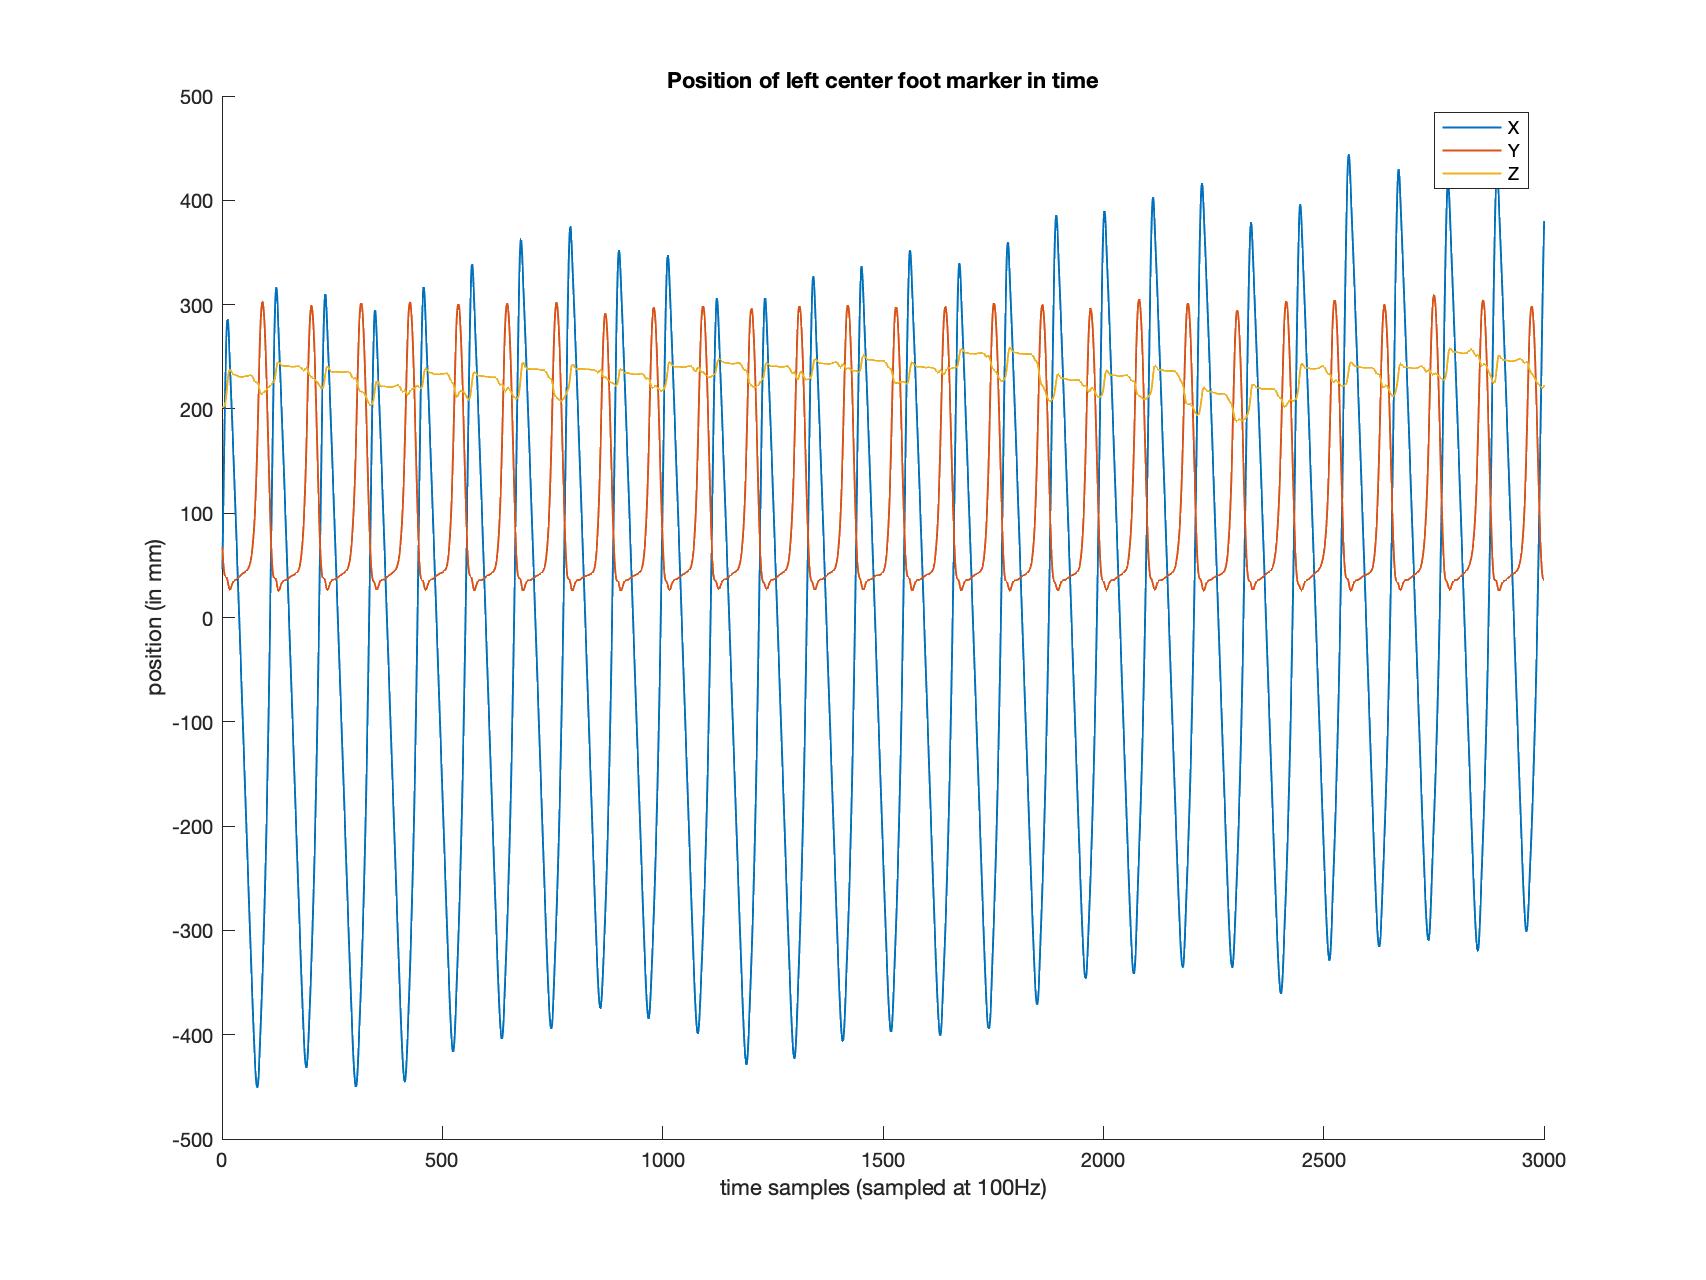 Position of left center foot marker in time
X
Y
Z
500
400
300
200
100
0
-100
-200
-300
-400
-500
position (in mm)
0 500 1000 1500 2000 2500 3000
time samples (sampled at 100Hz)